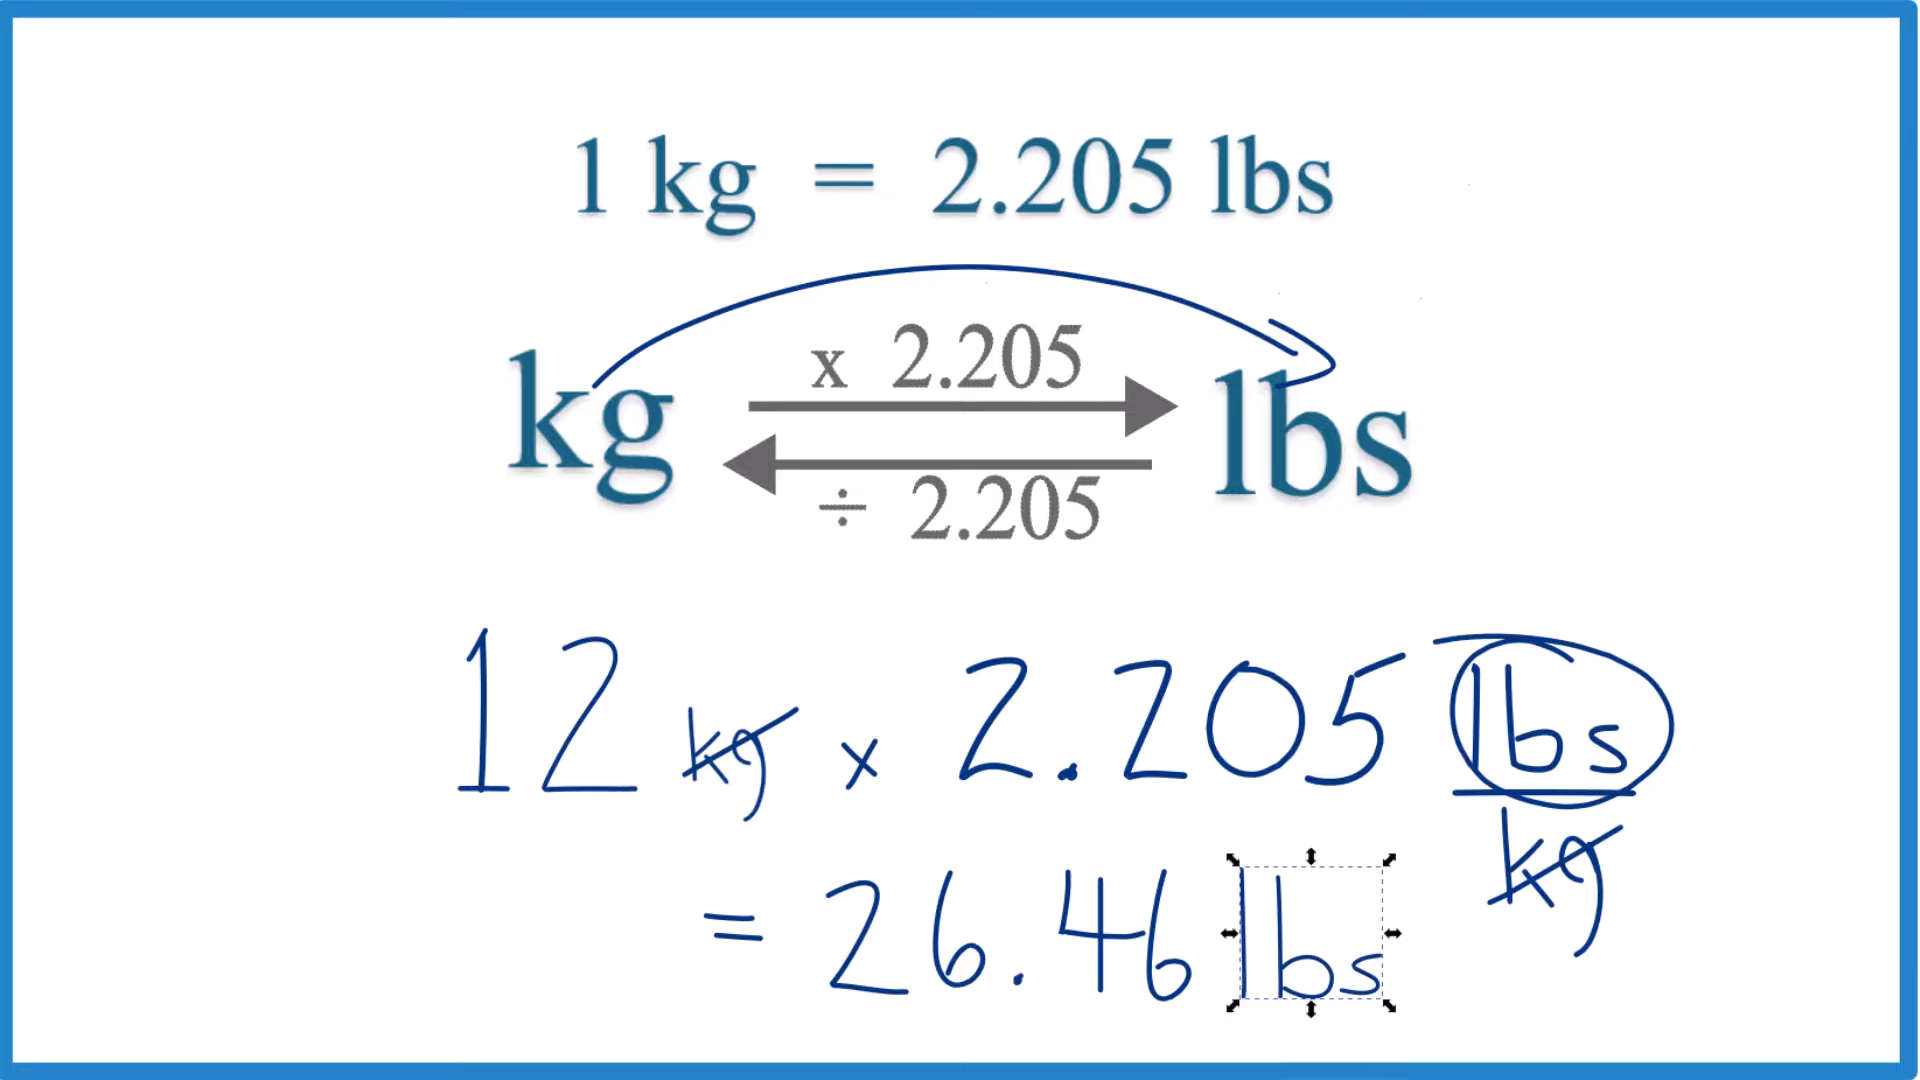 1 kg = 2.205 lbs
x 2.205
kg lbs
÷ 2.205
12 kg x 2.205 lbs
kg
= 26.46 lbs